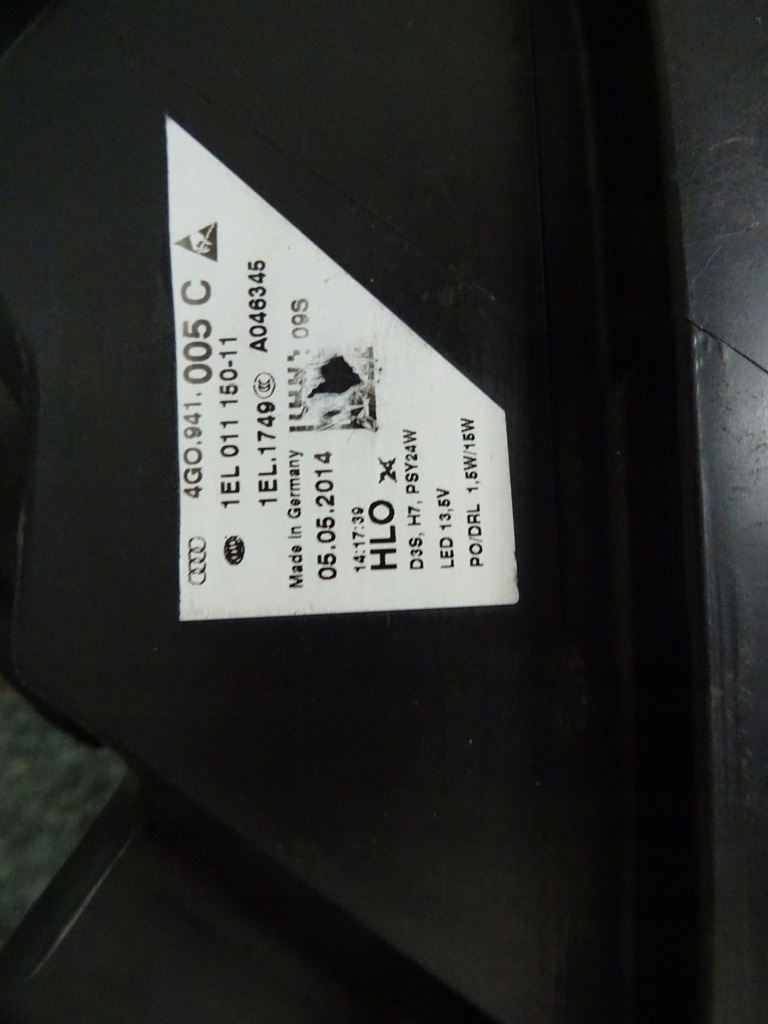 4G0.941.005 C
1EL 011 150-11
1EL.1749 CCC A046345
Made in Germany
09S
05.05.2014
14:17:39
HLO
D3S, H7, PSY24W
LED 13,5V
PO/DRL 1,5W/15W